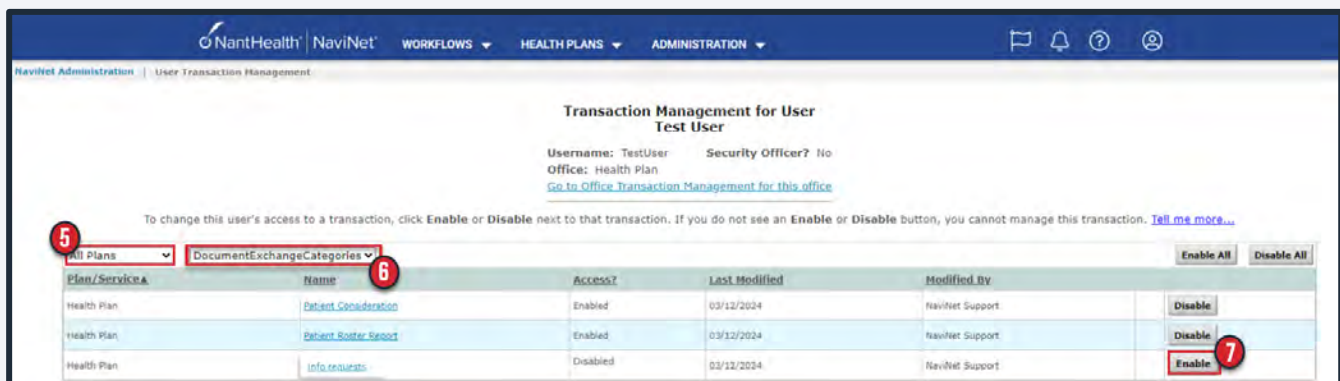 NantHealth® | NaviNet® WORKFLOWS HEALTH PLANS ADMINISTRATION
NaviNet Administration | User Transaction Management
Transaction Management for User
Test User
Username: TestUser Security Officer? No
Office: Health Plan
Go to Office Transaction Management for this office
To change this user's access to a transaction, click Enable or Disable next to that transaction. If you do not see an Enable or Disable button, you cannot manage this transaction. Tell me more...
5
All Plans DocumentExchangeCategories Enable All Disable All
6
Plan/Service▲ Name Access? Last Modified Modified By
Health Plan Patient Consideration Enabled 03/12/2024 NaviNet Support Disable
Health Plan Patient Roster Report Enabled 03/12/2024 NaviNet Support Disable
Health Plan Info requests Disabled 03/12/2024 NaviNet Support Enable
7